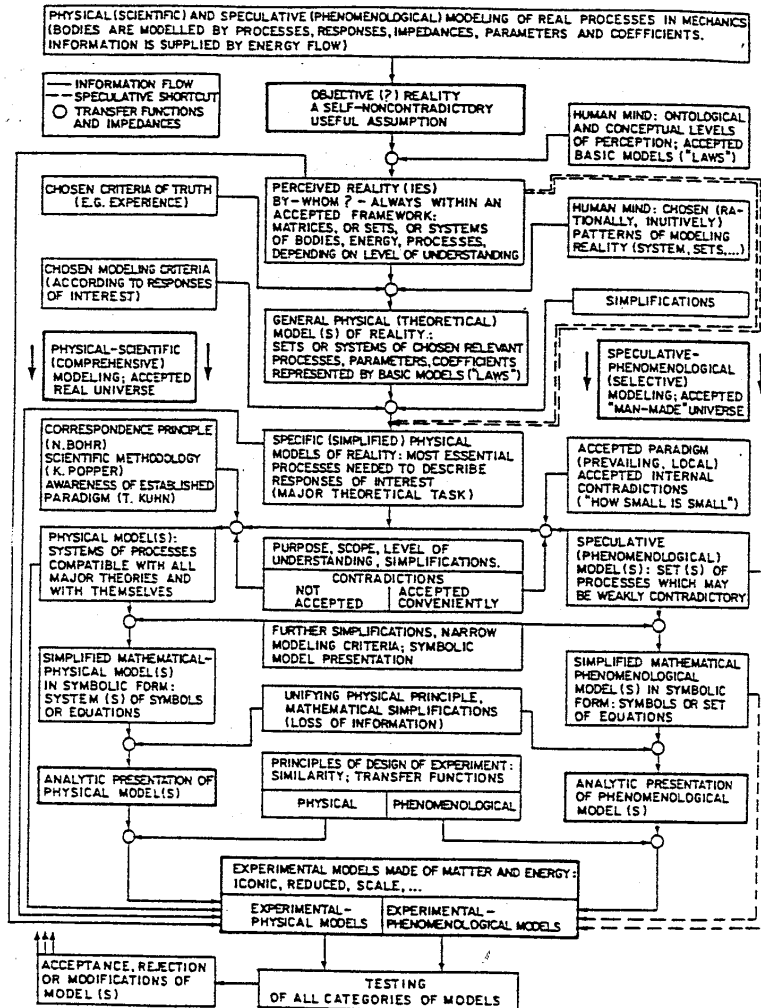 PHYSICAL (SCIENTIFIC) AND SPECULATIVE (PHENOMENOLOGICAL) MODELING OF REAL PROCESSES IN MECHANICS
(BODIES ARE MODELLED BY PROCESSES, RESPONSES, IMPEDANCES, PARAMETERS AND COEFFICIENTS.
INFORMATION IS SUPPLIED BY ENERGY FLOW)
INFORMATION FLOW
SPECULATIVE SHORTCUT
TRANSFER FUNCTIONS
AND IMPEDANCES
OBJECTIVE (?) REALITY
A SELF-NONCONTRADICTORY
USEFUL ASSUMPTION
HUMAN MIND: ONTOLOGICAL
AND CONCEPTUAL LEVELS
OF PERCEPTION; ACCEPTED
BASIC MODELS ("LAWS")
CHOSEN CRITERIA OF TRUTH
(E.G. EXPERIENCE)
PERCEIVED REALITY (IES)
BY-WHOM ? - ALWAYS WITHIN AN
ACCEPTED FRAMEWORK:
MATRICES, OR SETS, OR SYSTEMS
OF BODIES, ENERGY, PROCESSES,
DEPENDING ON LEVEL OF UNDERSTANDING
HUMAN MIND: CHOSEN (RA-
TIONALLY, INUITIVELY)
PATTERNS OF MODELING
REALITY (SYSTEM, SETS,...)
CHOSEN MODELING CRITERIA
(ACCORDING TO RESPONSES
OF INTEREST)
SIMPLIFICATIONS
GENERAL PHYSICAL (THEORETICAL)
MODEL (S) OF REALITY.:
SETS OR SYSTEMS OF CHOSEN RELEVANT
PROCESSES, PARAMETERS, COEFFICIENTS
REPRESENTED BY BASIC MODELS ("LAWS")
PHYSICAL-SCIENTIFIC
(COMPREHENSIVE)
MODELING; ACCEPTED
REAL UNIVERSE
SPECULATIVE-
PHENOMENOLOGICAL
(SELECTIVE)
MODELING; ACCEPTED
"MAN-MADE" UNIVERSE
CORRESPONDENCE PRINCIPLE
(N. BOHR)
SCIENTIFIC METHODOLOGY
(K. POPPER)
AWARENESS OF ESTABLISHED
PARADIGM (T. KUHN)
SPECIFIC (SIMPLIFIED) PHYSICAL
MODELS OF REALITY: MOST ESSENTIAL
PROCESSES NEEDED TO DESCRIBE
RESPONSES OF INTEREST
(MAJOR THEORETICAL TASK)
ACCEPTED PARADIGM
(PREVAILING, LOCAL)
ACCEPTED INTERNAL
CONTRADICTIONS
("HOW SMALL IS SMALL")
PHYSICAL MODEL(S):
SYSTEMS OF PROCESSES
COMPATIBLE WITH ALL
MAJOR THEORIES AND
WITH THEMSELVES
PURPOSE, SCOPE, LEVEL OF
UNDERSTANDING, SIMPLIFICATIONS.
CONTRADICTIONS
NOT ACCEPTED
ACCEPTED CONVENIENTLY
SPECULATIVE
(PHENOMENOLOGICAL)
MODEL(S): SET(S) OF
PROCESSES WHICH MAY
BE WEAKLY CONTRADICTORY
FURTHER SIMPLIFICATIONS, NARROW
MODELING CRITERIA; SYMBOLIC
MODEL PRESENTATION
SIMPLIFIED MATHEMATICAL-
PHYSICAL MODEL(S)
IN SYMBOLIC FORM:
SYSTEM (S) OF SYMBOLS
OR EQUATIONS
UNIFYING PHYSICAL PRINCIPLE,
MATHEMATICAL SIMPLIFICATIONS
(LOSS OF INFORMATION)
SIMPLIFIED MATHEMATICAL
PHENOMENOLOGICAL
MODEL(S) IN SYMBOLIC
FORM: SYMBOLS OR SET
OF EQUATIONS
ANALYTIC PRESENTATION OF
PHYSICAL MODEL(S)
PRINCIPLES OF DESIGN OF EXPERIMENT:
SIMILARITY; TRANSFER FUNCTIONS
PHYSICAL
PHENOMENOLOGICAL
ANALYTIC PRESENTATION
OF PHENOMENOLOGICAL
MODEL (S)
EXPERIMENTAL MODELS MADE OF MATTER AND ENERGY:
ICONIC, REDUCED, SCALE, ...
EXPERIMENTAL-
PHYSICAL MODELS
EXPERIMENTAL-
PHENOMENOLOGICAL MODELS
ACCEPTANCE, REJECTION
OR MODIFICATIONS OF
MODEL (S)
TESTING
OF ALL CATEGORIES OF MODELS